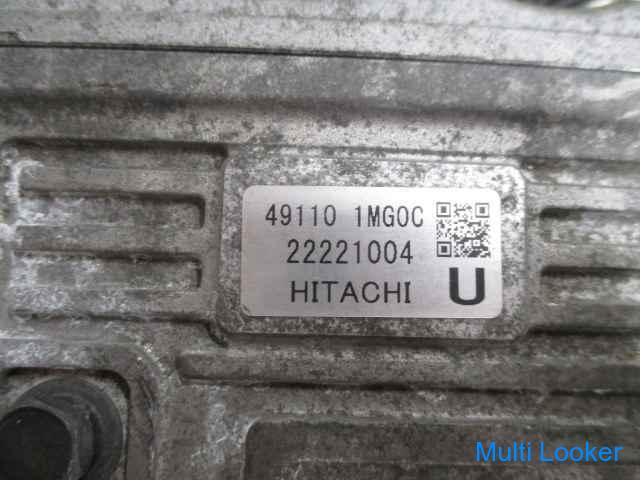 49110 1MG0C
22221004
HITACHI U
Multi Looker